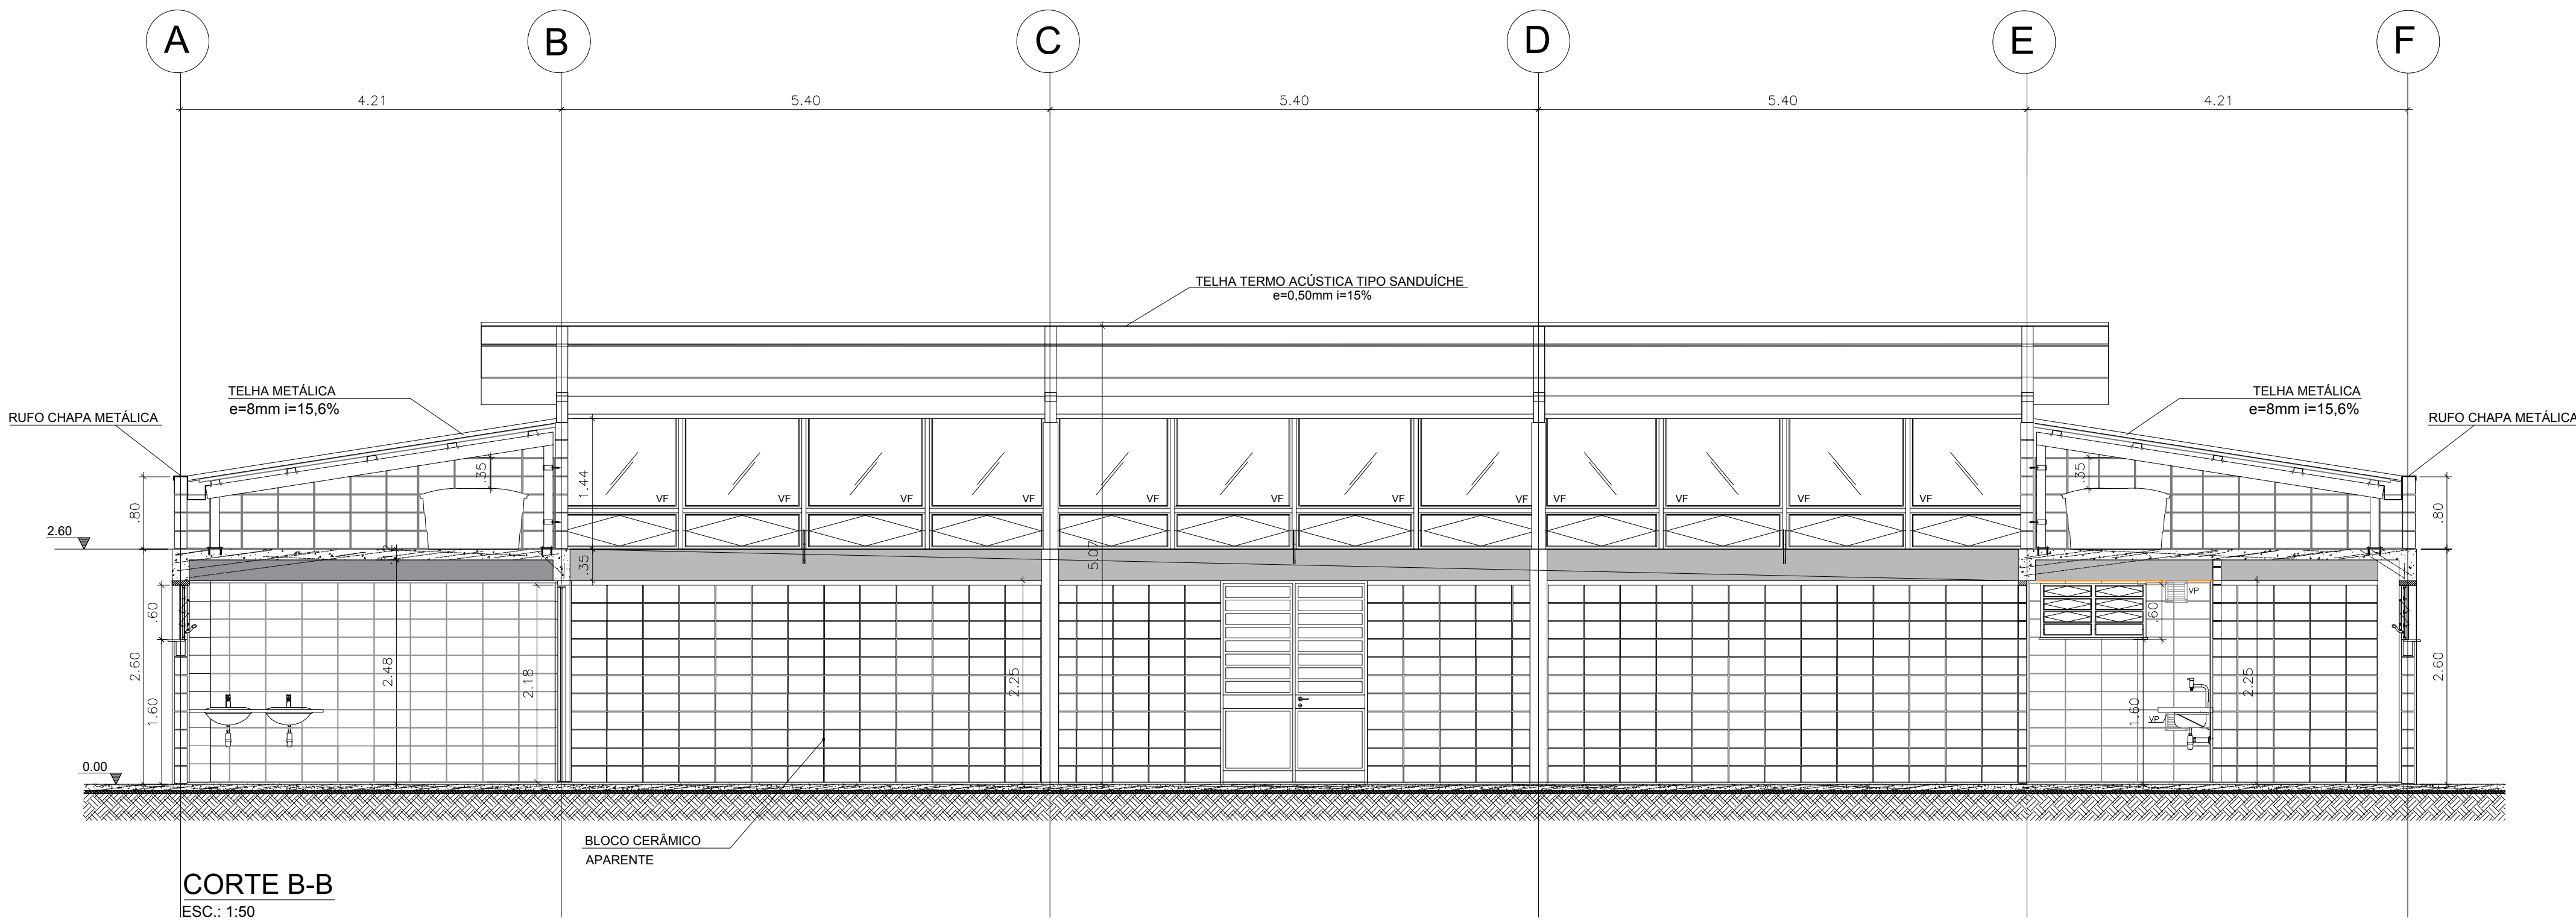 A
B
C
D
E
F
4.21
5.40
5.40
5.40
4.21
TELHA TERMO ACÚSTICA TIPO SANDUÍCHE
e=0,50mm i=15%
TELHA METÁLICA
e=8mm i=15,6%
TELHA METÁLICA
e=8mm i=15,6%
RUFO CHAPA METÁLICA
RUFO CHAPA METÁLICA
.35
1.44
.35
VF
VF
VF
VF
VF
VF
VF
VF
VF
VF
VF
VF
.80
.80
2.60
.35
5.07
.60
VP
.60
2.60
2.48
2.18
2.25
2.25
2.60
1.60
1.60
VP
0.00
BLOCO CERÂMICO
APARENTE
CORTE B-B
ESC.: 1:50